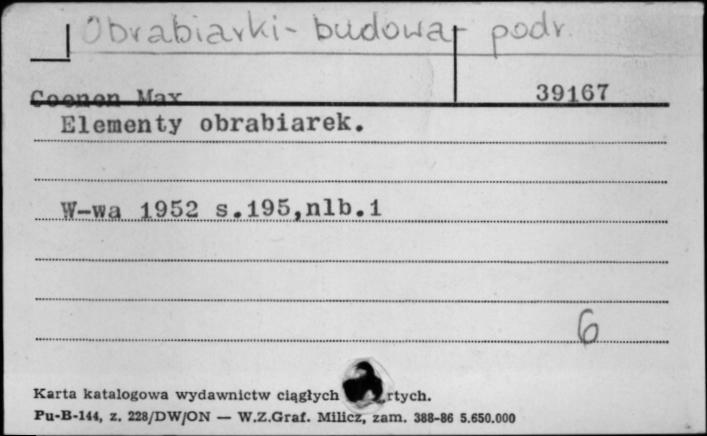 Obrabiarki - budowa - podr.
39167
Coenen Max
Elementy obrabiarek.
W-wa 1952 s.195,nlb.1
6
Karta katalogowa wydawnictw ciągłych rtych.
Pu-B-144, z. 228/DW/ON — W.Z.Graf. Milicz, zam. 388-86 5.650.000